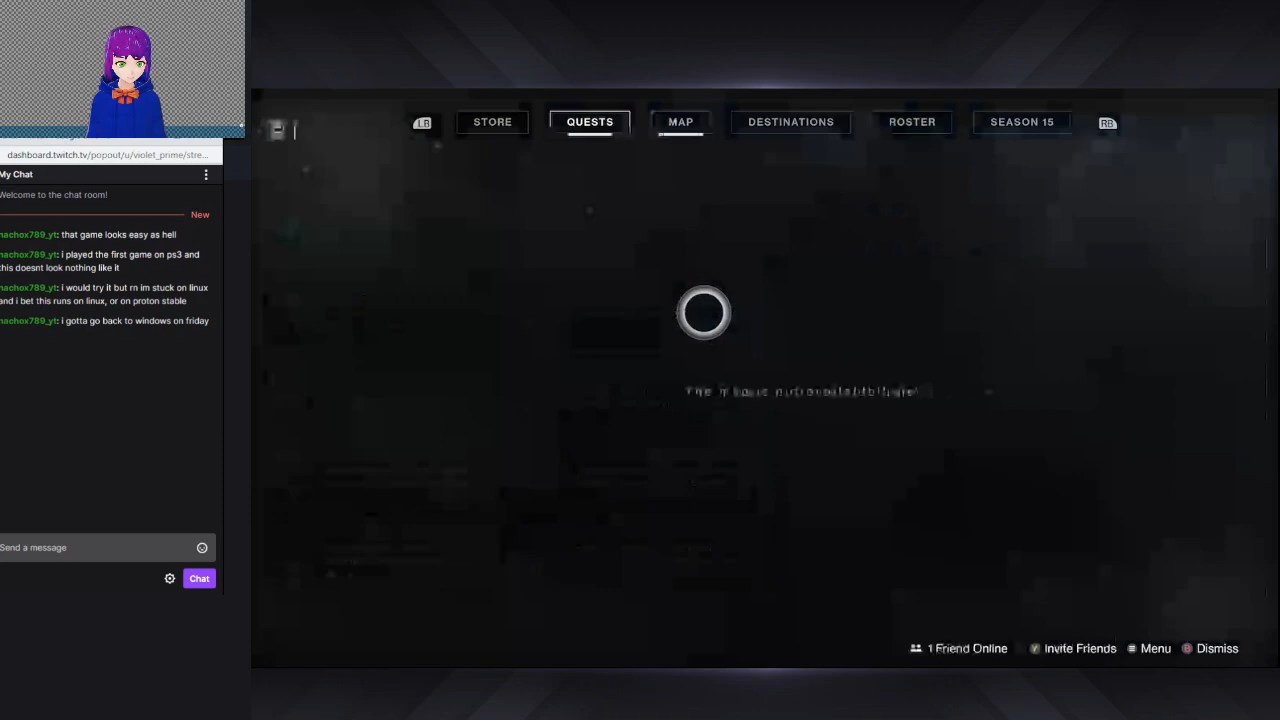 LB
STORE
QUESTS
MAP
DESTINATIONS
ROSTER
SEASON 15
RB
dashboard.twitch.tv/popout/u/violet_prime/stre...
My Chat
Welcome to the chat room!
New
nachox789_yt: that game looks easy as hell
nachox789_yt: i played the first game on ps3 and
this doesnt look nothing like it
nachox789_yt: i would try it but rn im stuck on linux
and i bet this runs on linux, or on proton stable
nachox789_yt: i gotta go back to windows on friday
Send a message
Chat
1 Friend Online
Y Invite Friends
Menu
B Dismiss